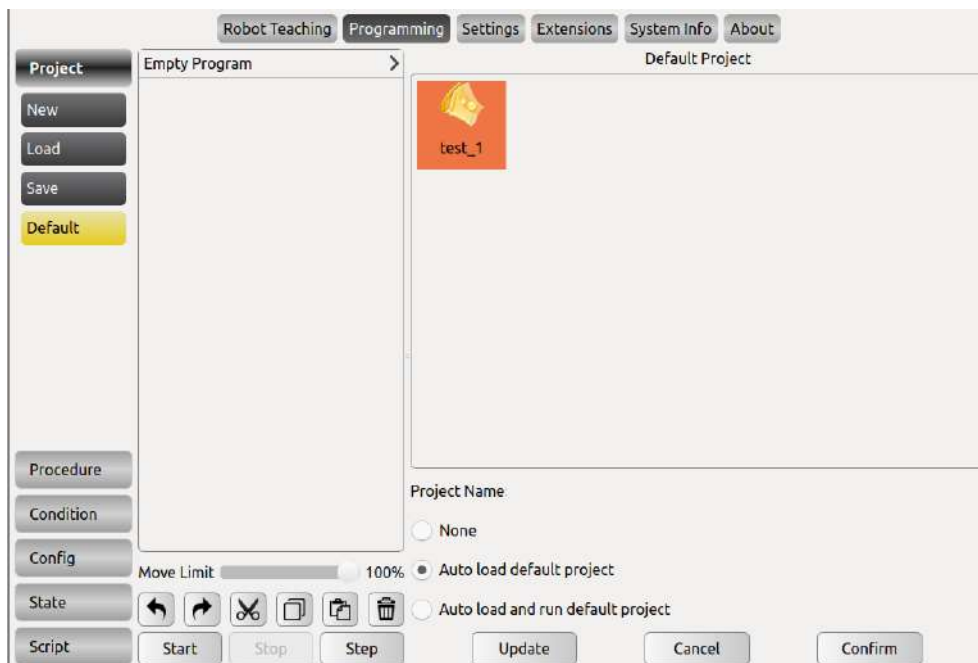 Robot Teaching Programming Settings Extensions System Info About
Project
New
Load
Save
Default
Procedure
Condition
Config
State
Script
Empty Program >
Move Limit 100%
Start Stop Step
Default Project
test_1
Project Name
None
Auto load default project
Auto load and run default project
Update Cancel Confirm